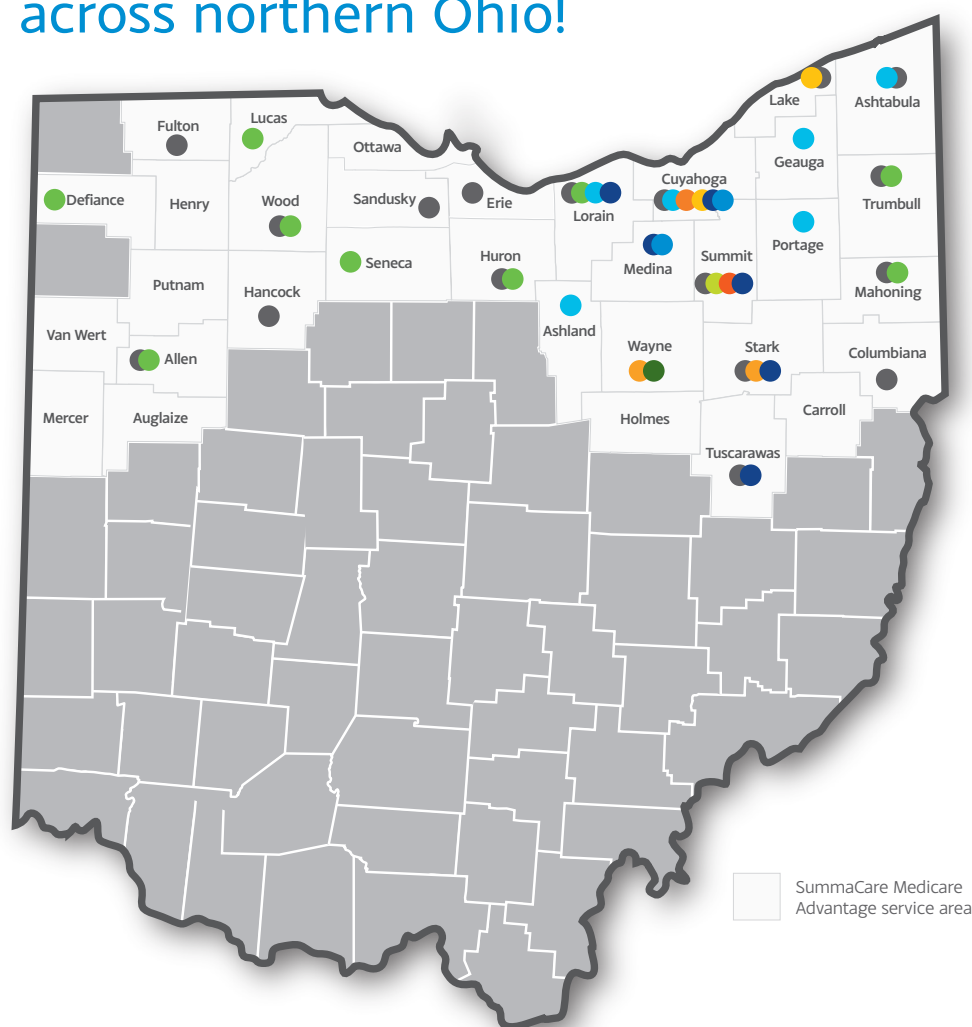 across northern Ohio!
Lake
Ashtabula
Lucas
Fulton
Ottawa
Geauga
Cuyahoga
Defiance
Henry
Wood
Sandusky
Erie
Lorain
Trumbull
Portage
Seneca
Huron
Medina
Summit
Putnam
Hancock
Mahoning
Van Wert
Ashland
Allen
Wayne
Stark
Columbiana
Mercer
Auglaize
Holmes
Carroll
Tuscarawas
SummaCare Medicare
Advantage service area